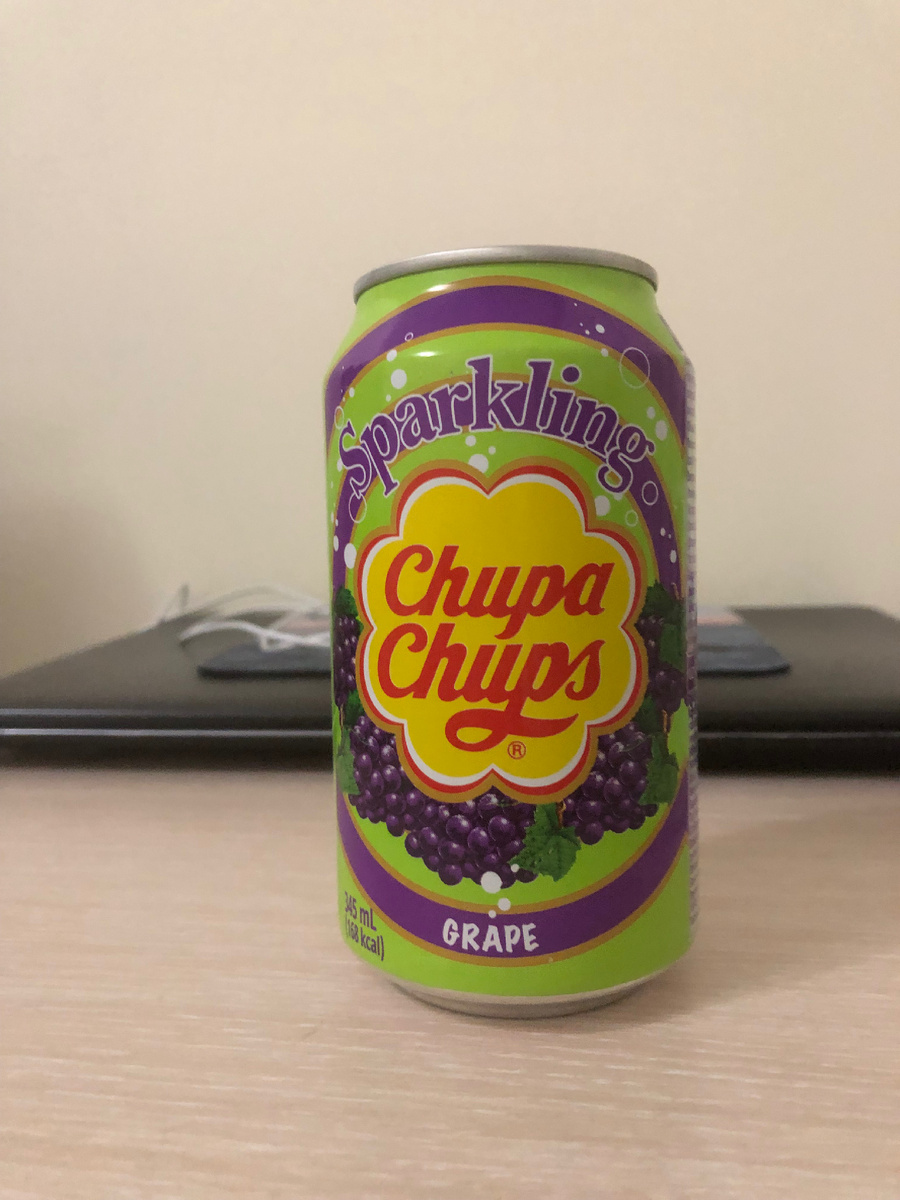 Sparkling
Chupa
Chups
®
GRAPE
345 mL
(168 kcal)